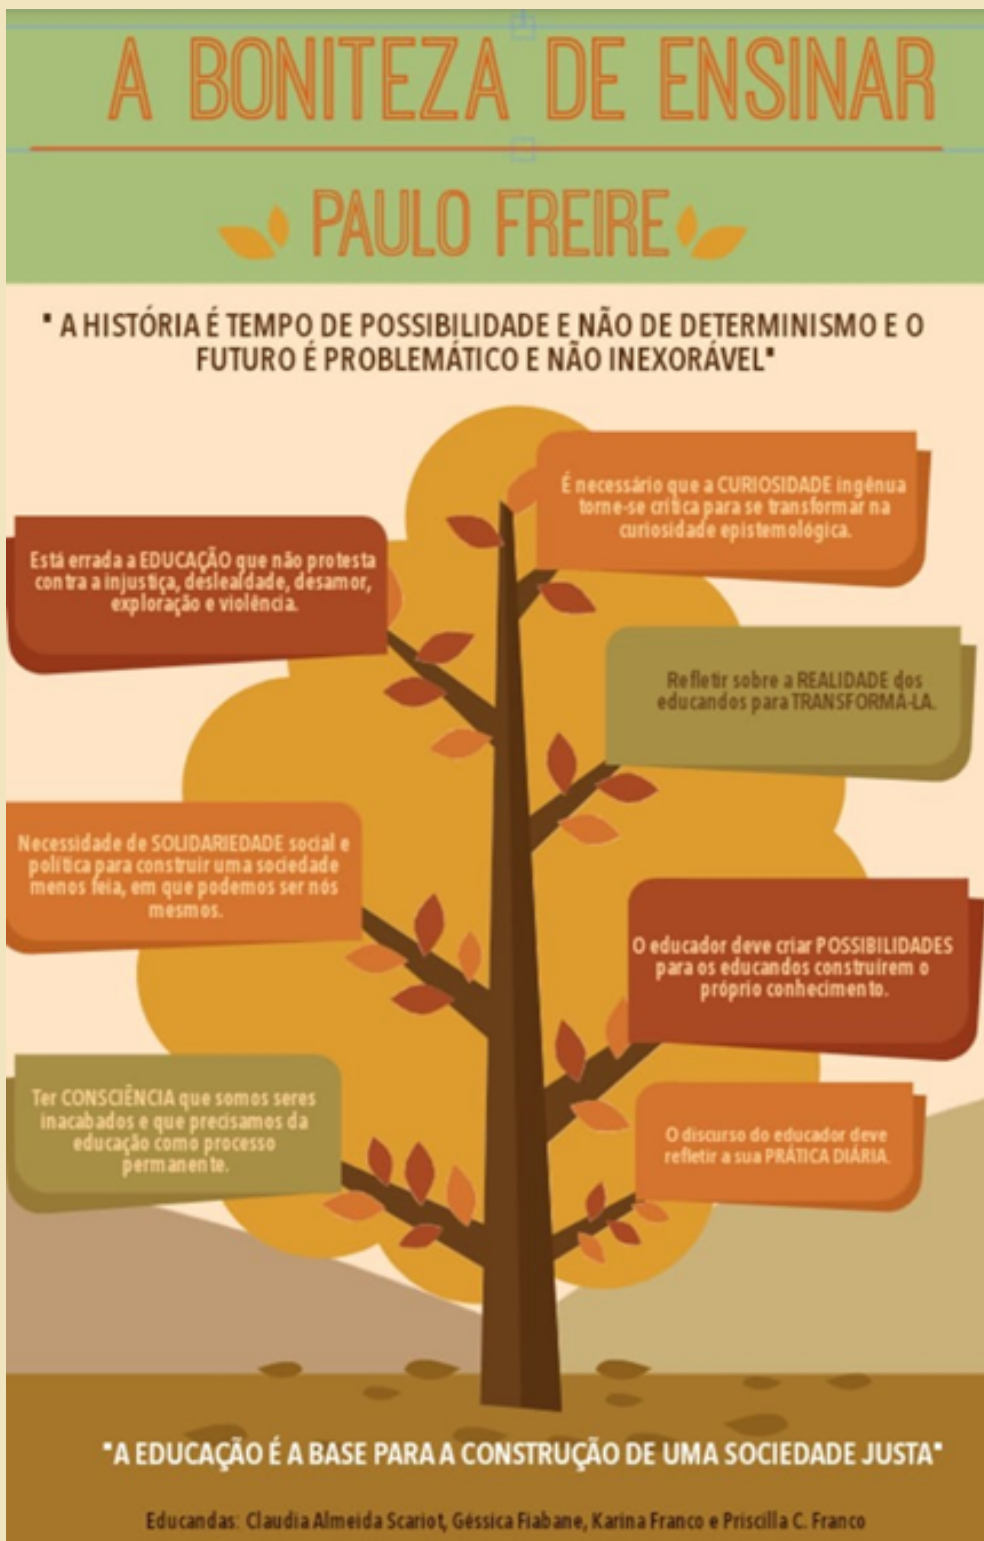 A BONITEZA DE ENSINAR
PAULO FREIRE
" A HISTÓRIA É TEMPO DE POSSIBILIDADE E NÃO DE DETERMINISMO E O
FUTURO É PROBLEMÁTICO E NÃO INEXORÁVEL"
É necessário que a CURIOSIDADE ingênua
torne-se crítica para se transformar na
curiosidade epistemológica.
Está errada a EDUCAÇÃO que não protesta
contra a injustiça, deslealdade, desamor,
exploração e violência.
Refletir sobre a REALIDADE dos
educandos para TRANSFORMÁ-LA.
Necessidade de SOLIDARIEDADE social e
política para construir uma sociedade
menos feia, em que podemos ser nós
mesmos.
O educador deve criar POSSIBILIDADES
para os educandos construírem o
próprio conhecimento.
Ter CONSCIÊNCIA que somos seres
inacabados e que precisamos da
educação como processo
permanente.
O discurso do educador deve
refletir a sua PRÁTICA DIÁRIA.
"A EDUCAÇÃO É A BASE PARA A CONSTRUÇÃO DE UMA SOCIEDADE JUSTA"
Educandas: Claudia Almeida Scariot, Géssica Fiabane, Karina Franco e Priscilla C. Franco